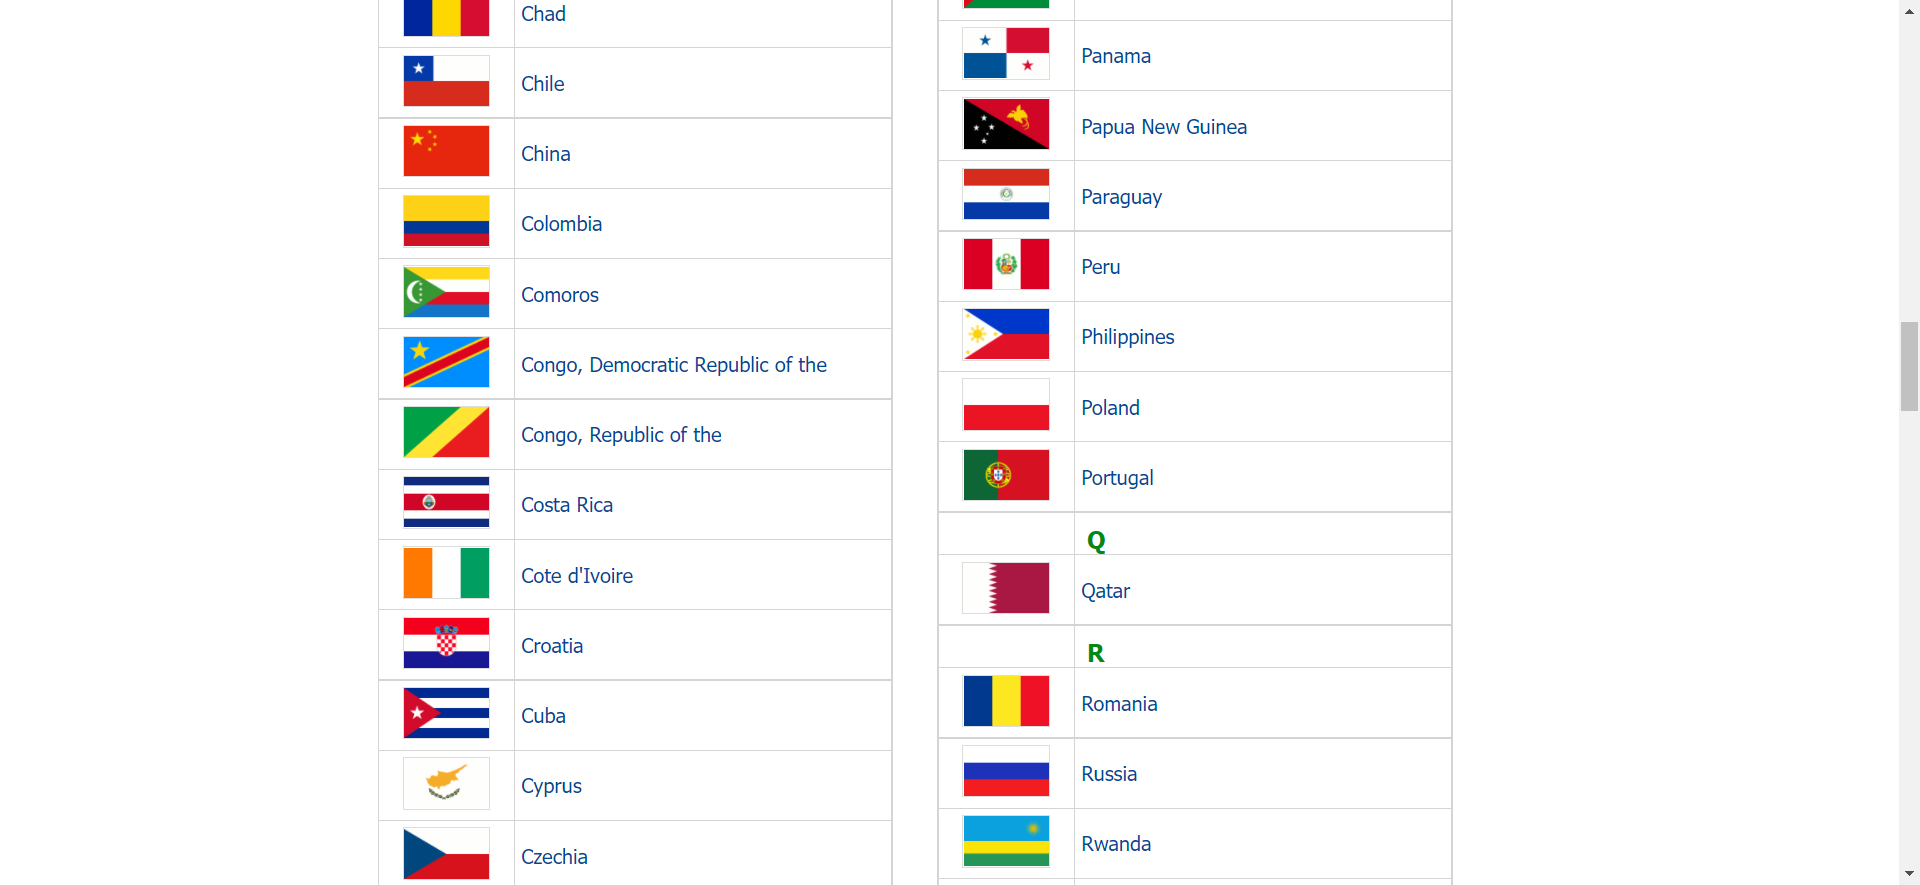 Chad
Chile
China
Colombia
Comoros
Congo, Democratic Republic of the
Congo, Republic of the
Costa Rica
Cote d'Ivoire
Croatia
Cuba
Cyprus
Czechia
Panama
Papua New Guinea
Paraguay
Peru
Philippines
Poland
Portugal
Q
Qatar
R
Romania
Russia
Rwanda